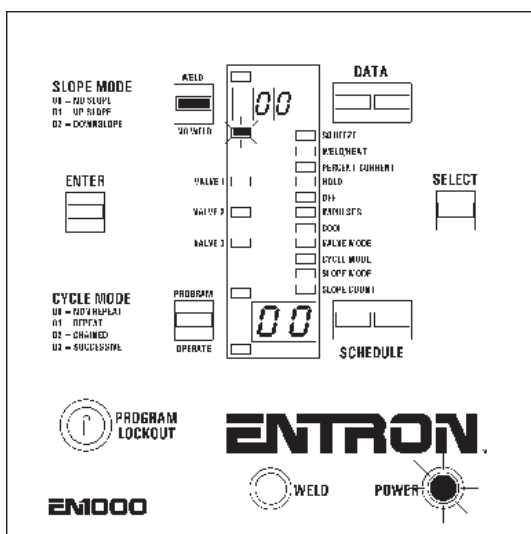 SLOPE MODE
00 – NO SLOPE
01 – UP SLOPE
02 – DOWNSLOPE
WELD
NO WELD
00
DATA
SQUEEZE
WELD/HEAT
PERCENT CURRENT
HOLD
OFF
IMPULSES
COOL
VALVE MODE
CYCLE MODE
SLOPE MODE
SLOPE COUNT
ENTER
VALVE 1
VALVE 2
VALVE 3
SELECT
CYCLE MODE
00 – NON REPEAT
01 – REPEAT
02 – CHAINED
03 – SUCCESSIVE
PROGRAM
OPERATE
00
SCHEDULE
PROGRAM
LOCKOUT
ENTRON
EN1000
WELD
POWER